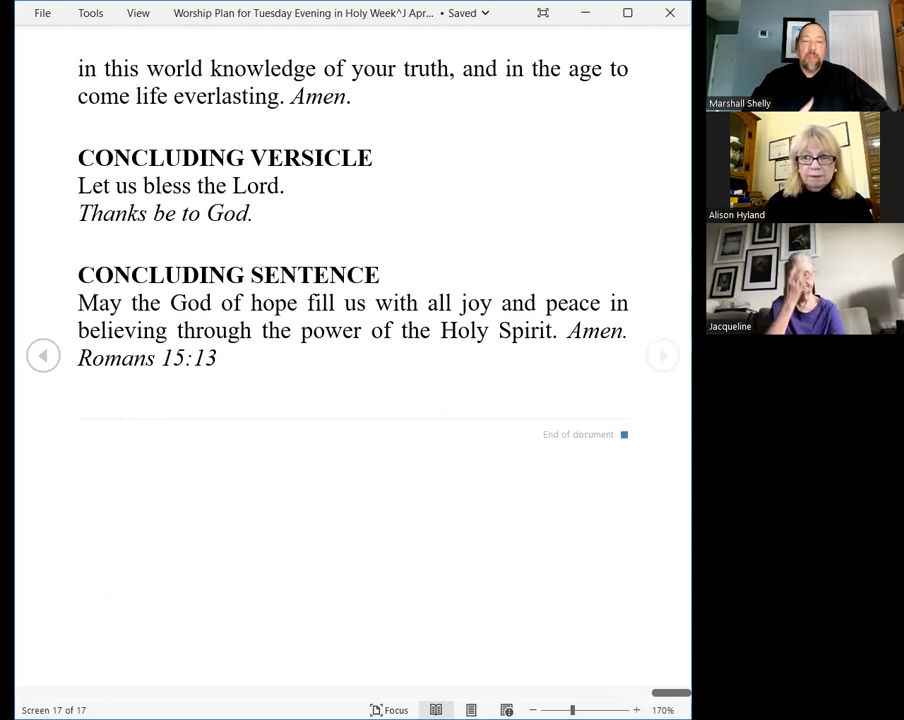 File Tools View Worship Plan for Tuesday Evening in Holy Week^J Apr... • Saved
in this world knowledge of your truth, and in the age to
come life everlasting. Amen.
CONCLUDING VERSICLE
Let us bless the Lord.
Thanks be to God.
CONCLUDING SENTENCE
May the God of hope fill us with all joy and peace in
believing through the power of the Holy Spirit. Amen.
Romans 15:13
End of document
Screen 17 of 17 Focus 170%
Marshall Shelly
Alison Hyland
Jacqueline